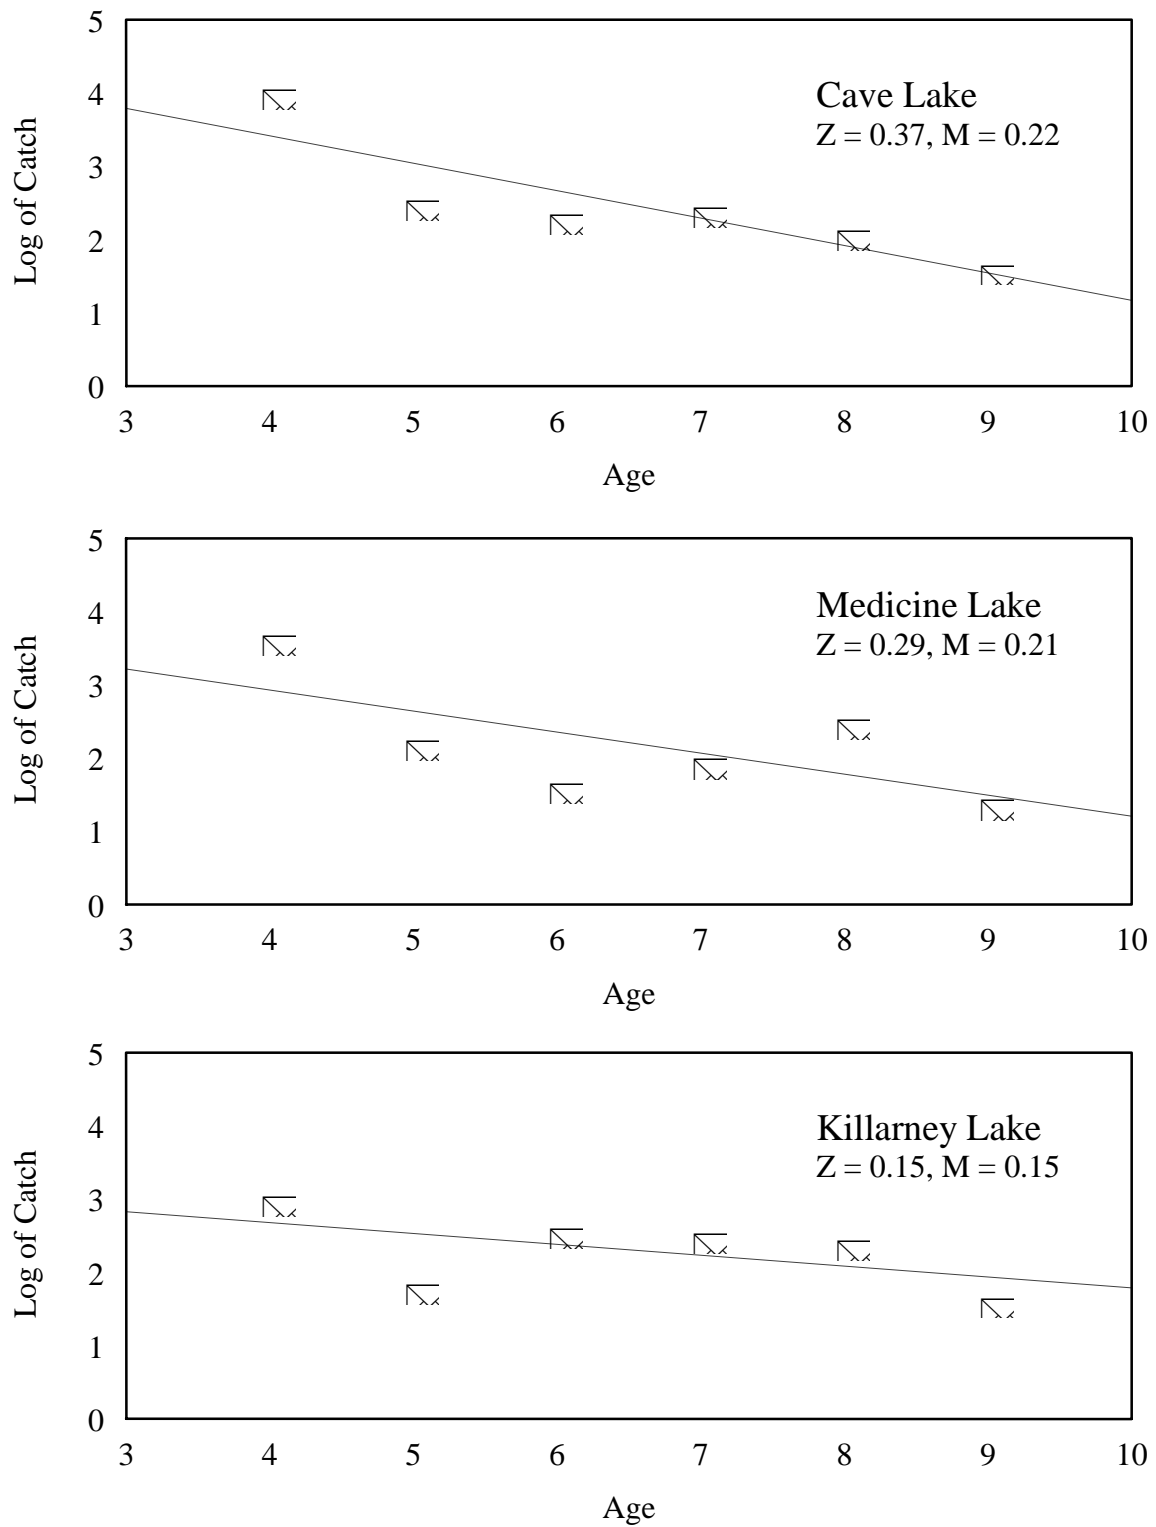 5
4
3
2
1
0
Log of Catch
Cave Lake
Z = 0.37, M = 0.22
3 4 5 6 7 8 9 10
Age
5
4
3
2
1
0
Log of Catch
Medicine Lake
Z = 0.29, M = 0.21
3 4 5 6 7 8 9 10
Age
5
4
3
2
1
0
Log of Catch
Killarney Lake
Z = 0.15, M = 0.15
3 4 5 6 7 8 9 10
Age